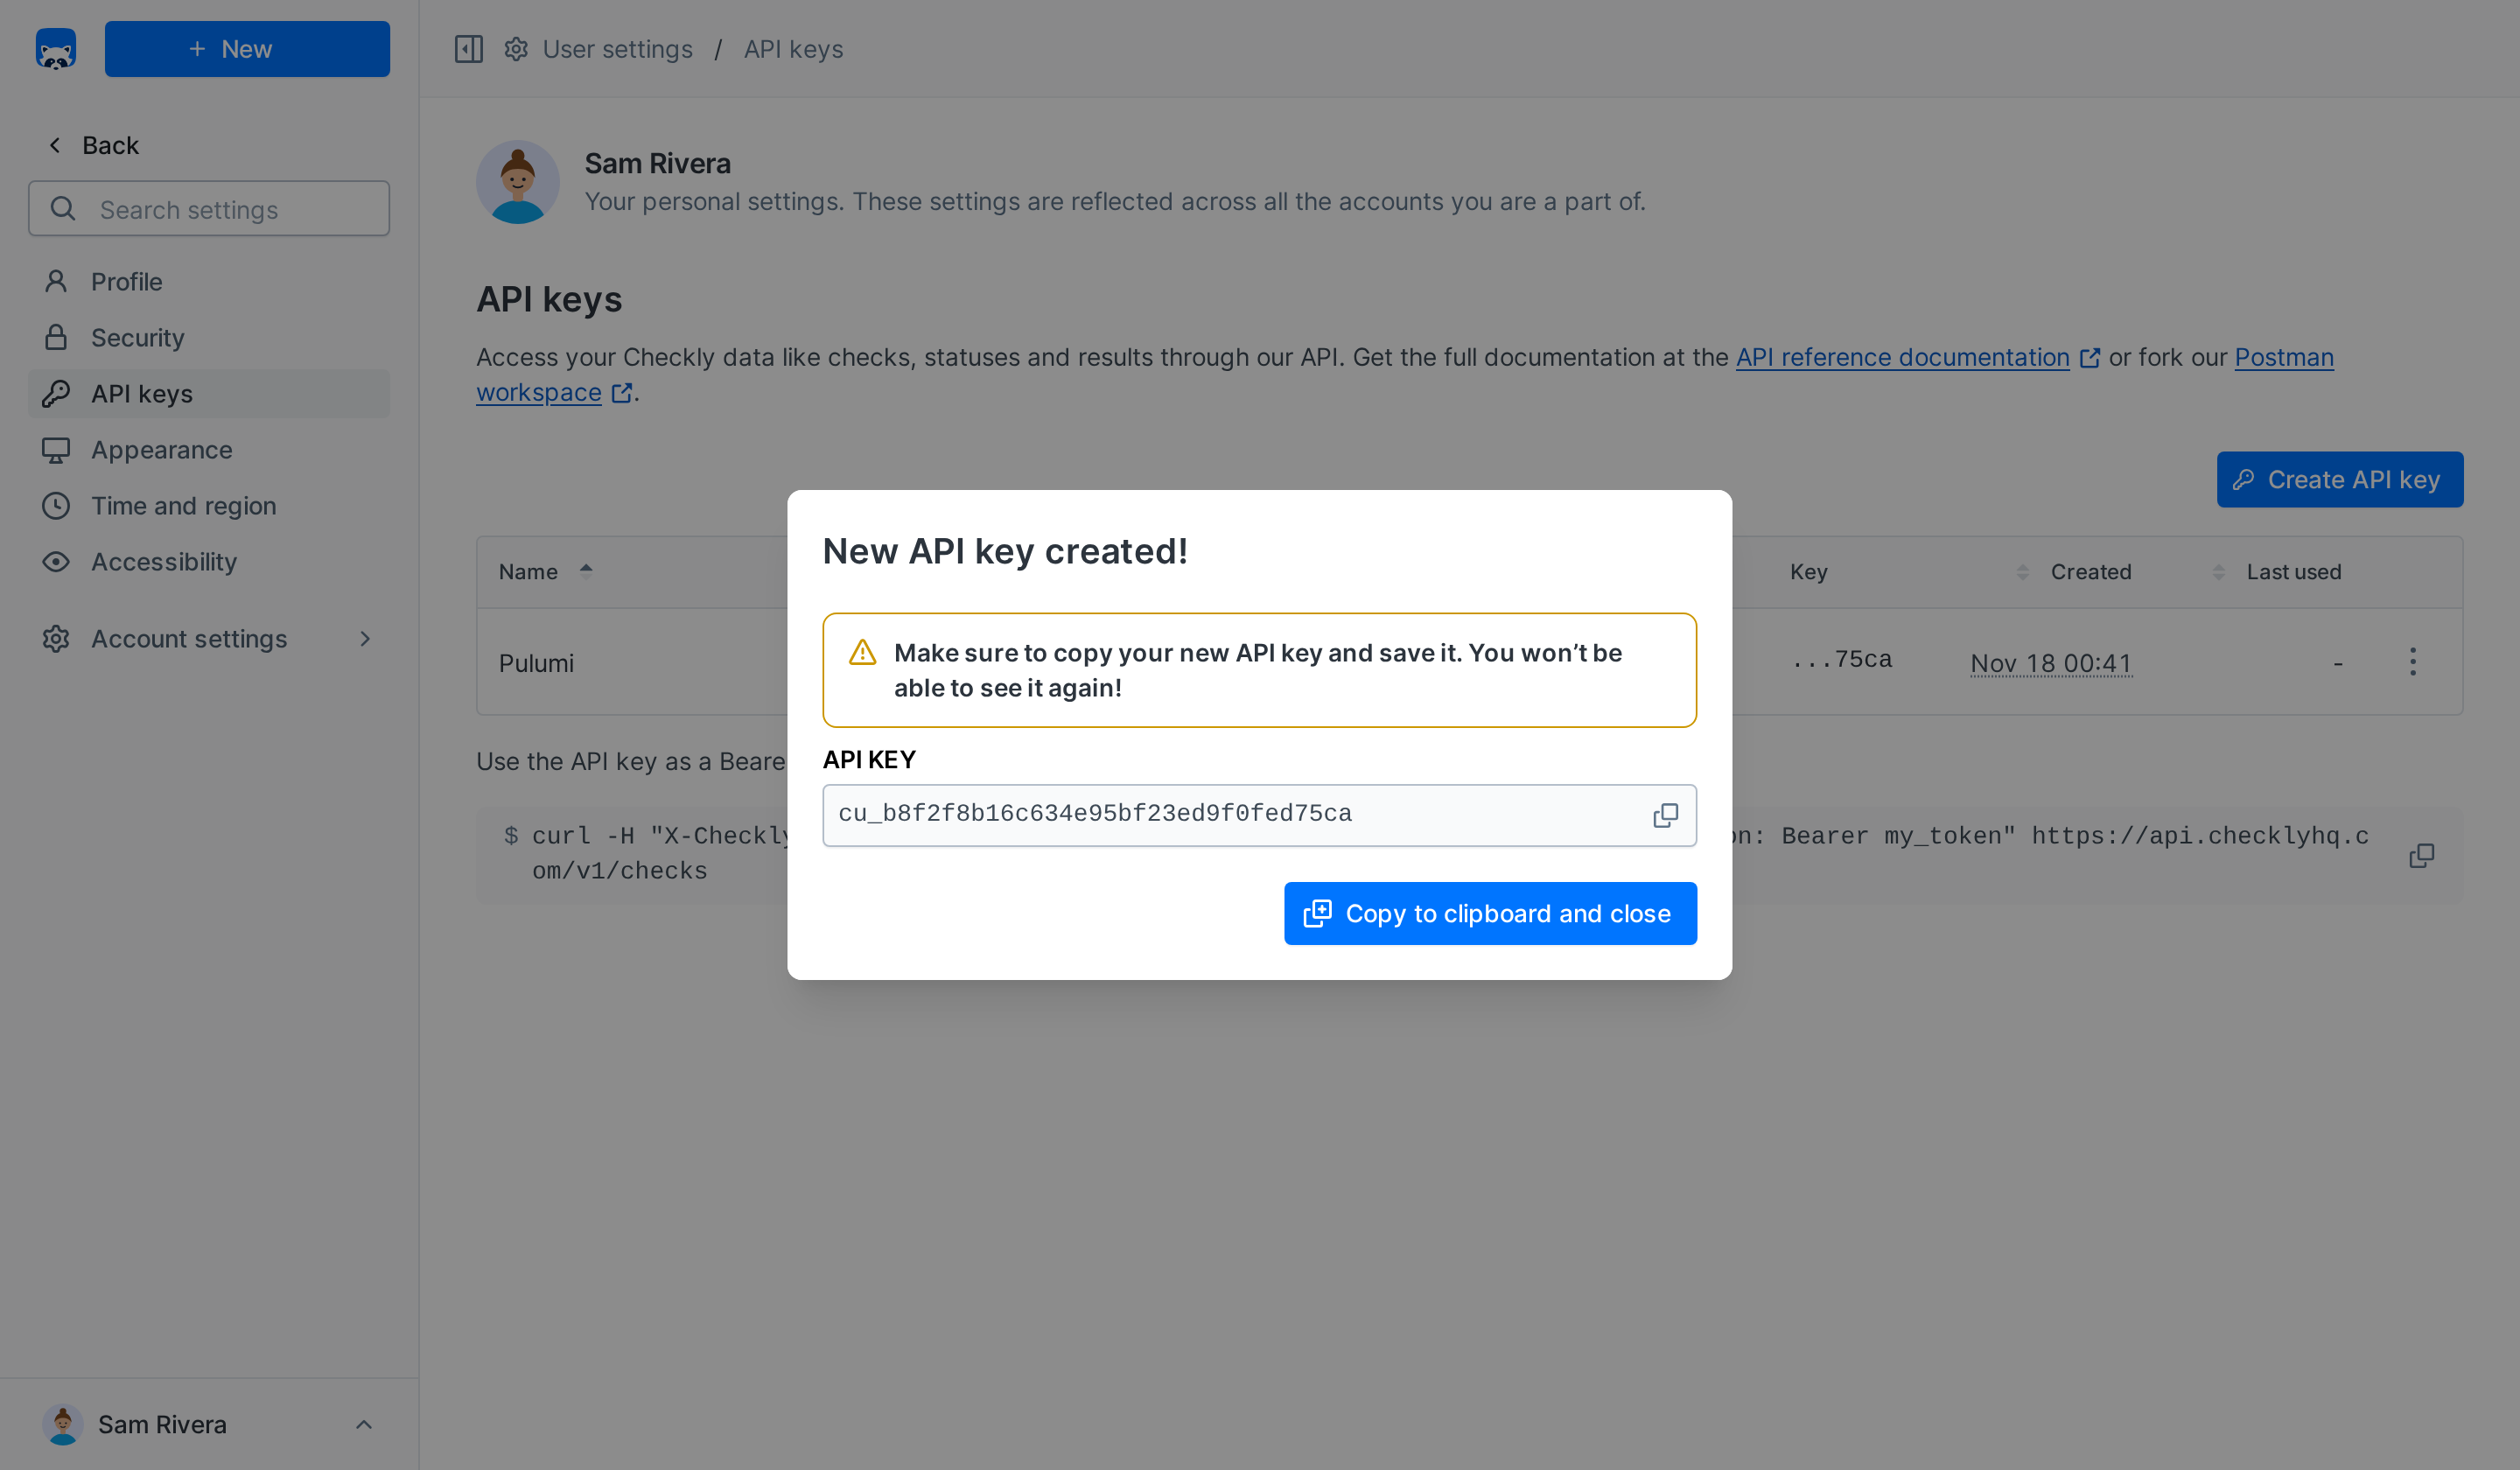 New
Back
Search settings
Profile
Security
API keys
Appearance
Time and region
Accessibility
Account settings
Sam Rivera
User settings / API keys
Sam Rivera
Your personal settings. These settings are reflected across all the accounts you are a part of.
API keys
Access your Checkly data like checks, statuses and results through our API. Get the full documentation at the API reference documentation or fork our Postman
workspace .
Create API key
Name Key Created Last used
Pulumi ...75ca Nov 18 00:41 -
Use the API key as a Beare
$ curl -H "X-Checkly on: Bearer my_token" https://api.checklyhq.c
om/v1/checks
New API key created!
Make sure to copy your new API key and save it. You won’t be
able to see it again!
API KEY
cu_b8f2f8b16c634e95bf23ed9f0fed75ca
Copy to clipboard and close